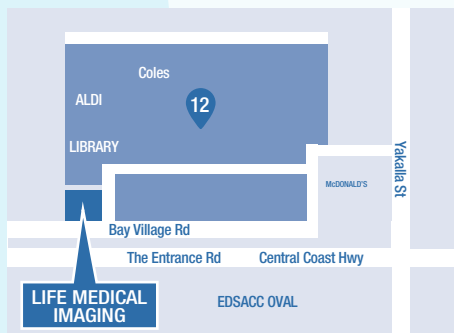 Coles
ALDI
12
LIBRARY
McDONALD'S
Yakalla St
Bay Village Rd
The Entrance Rd
Central Coast Hwy
LIFE MEDICAL
IMAGING
EDSACC OVAL